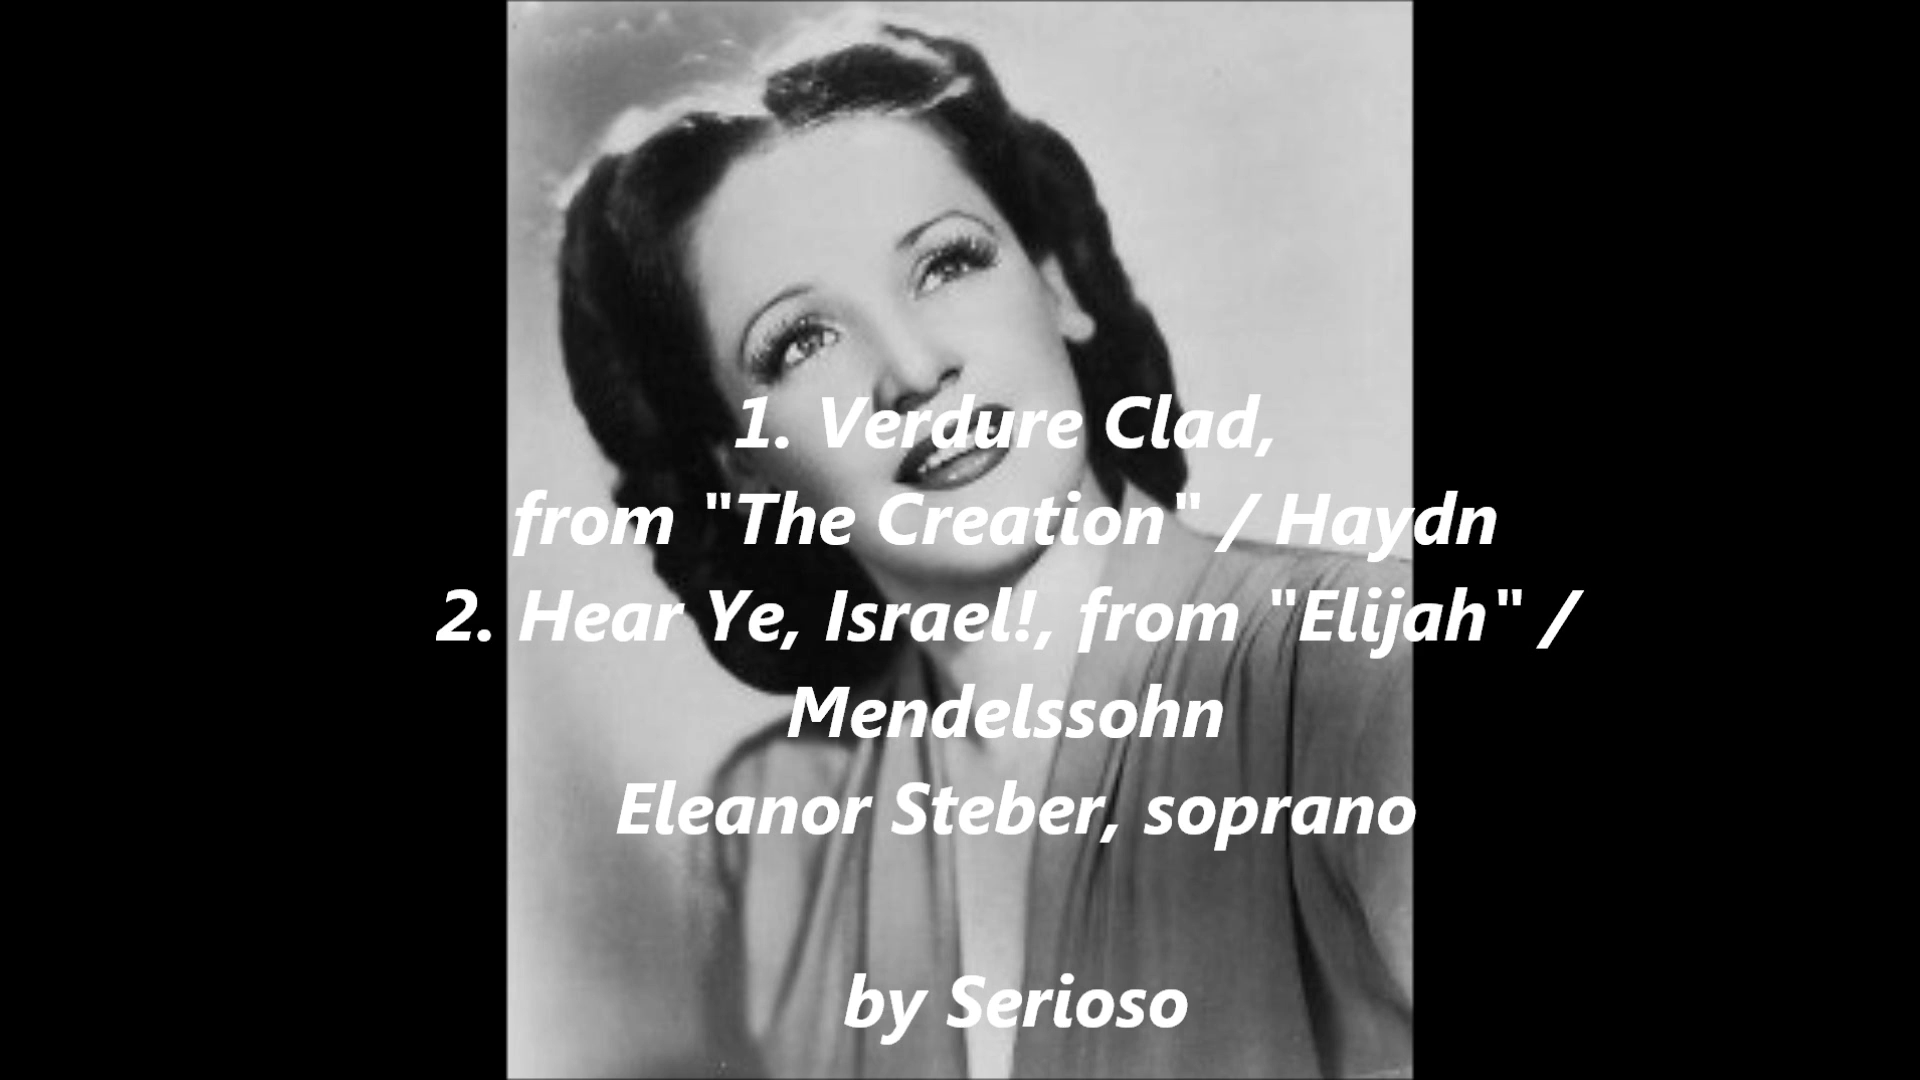 1. Verdure Clad,
from "The Creation" / Haydn
2. Hear Ye, Israel!, from "Elijah" /
Mendelssohn
Eleanor Steber, soprano
by Serioso